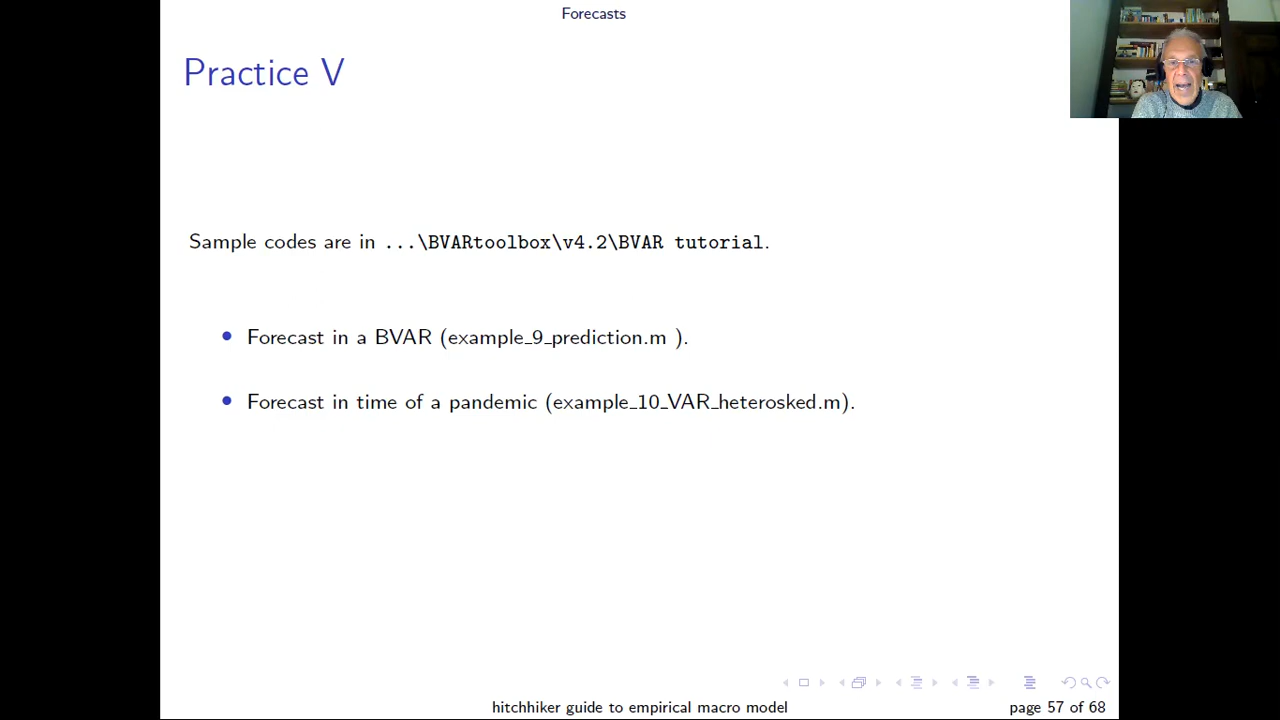 Forecasts
Practice V
Sample codes are in ...\BVARtoolbox\v4.2\BVAR tutorial.
• Forecast in a BVAR (example_9_prediction.m ).
• Forecast in time of a pandemic (example_10_VAR_heterosked.m).
hitchhiker guide to empirical macro model
page 57 of 68